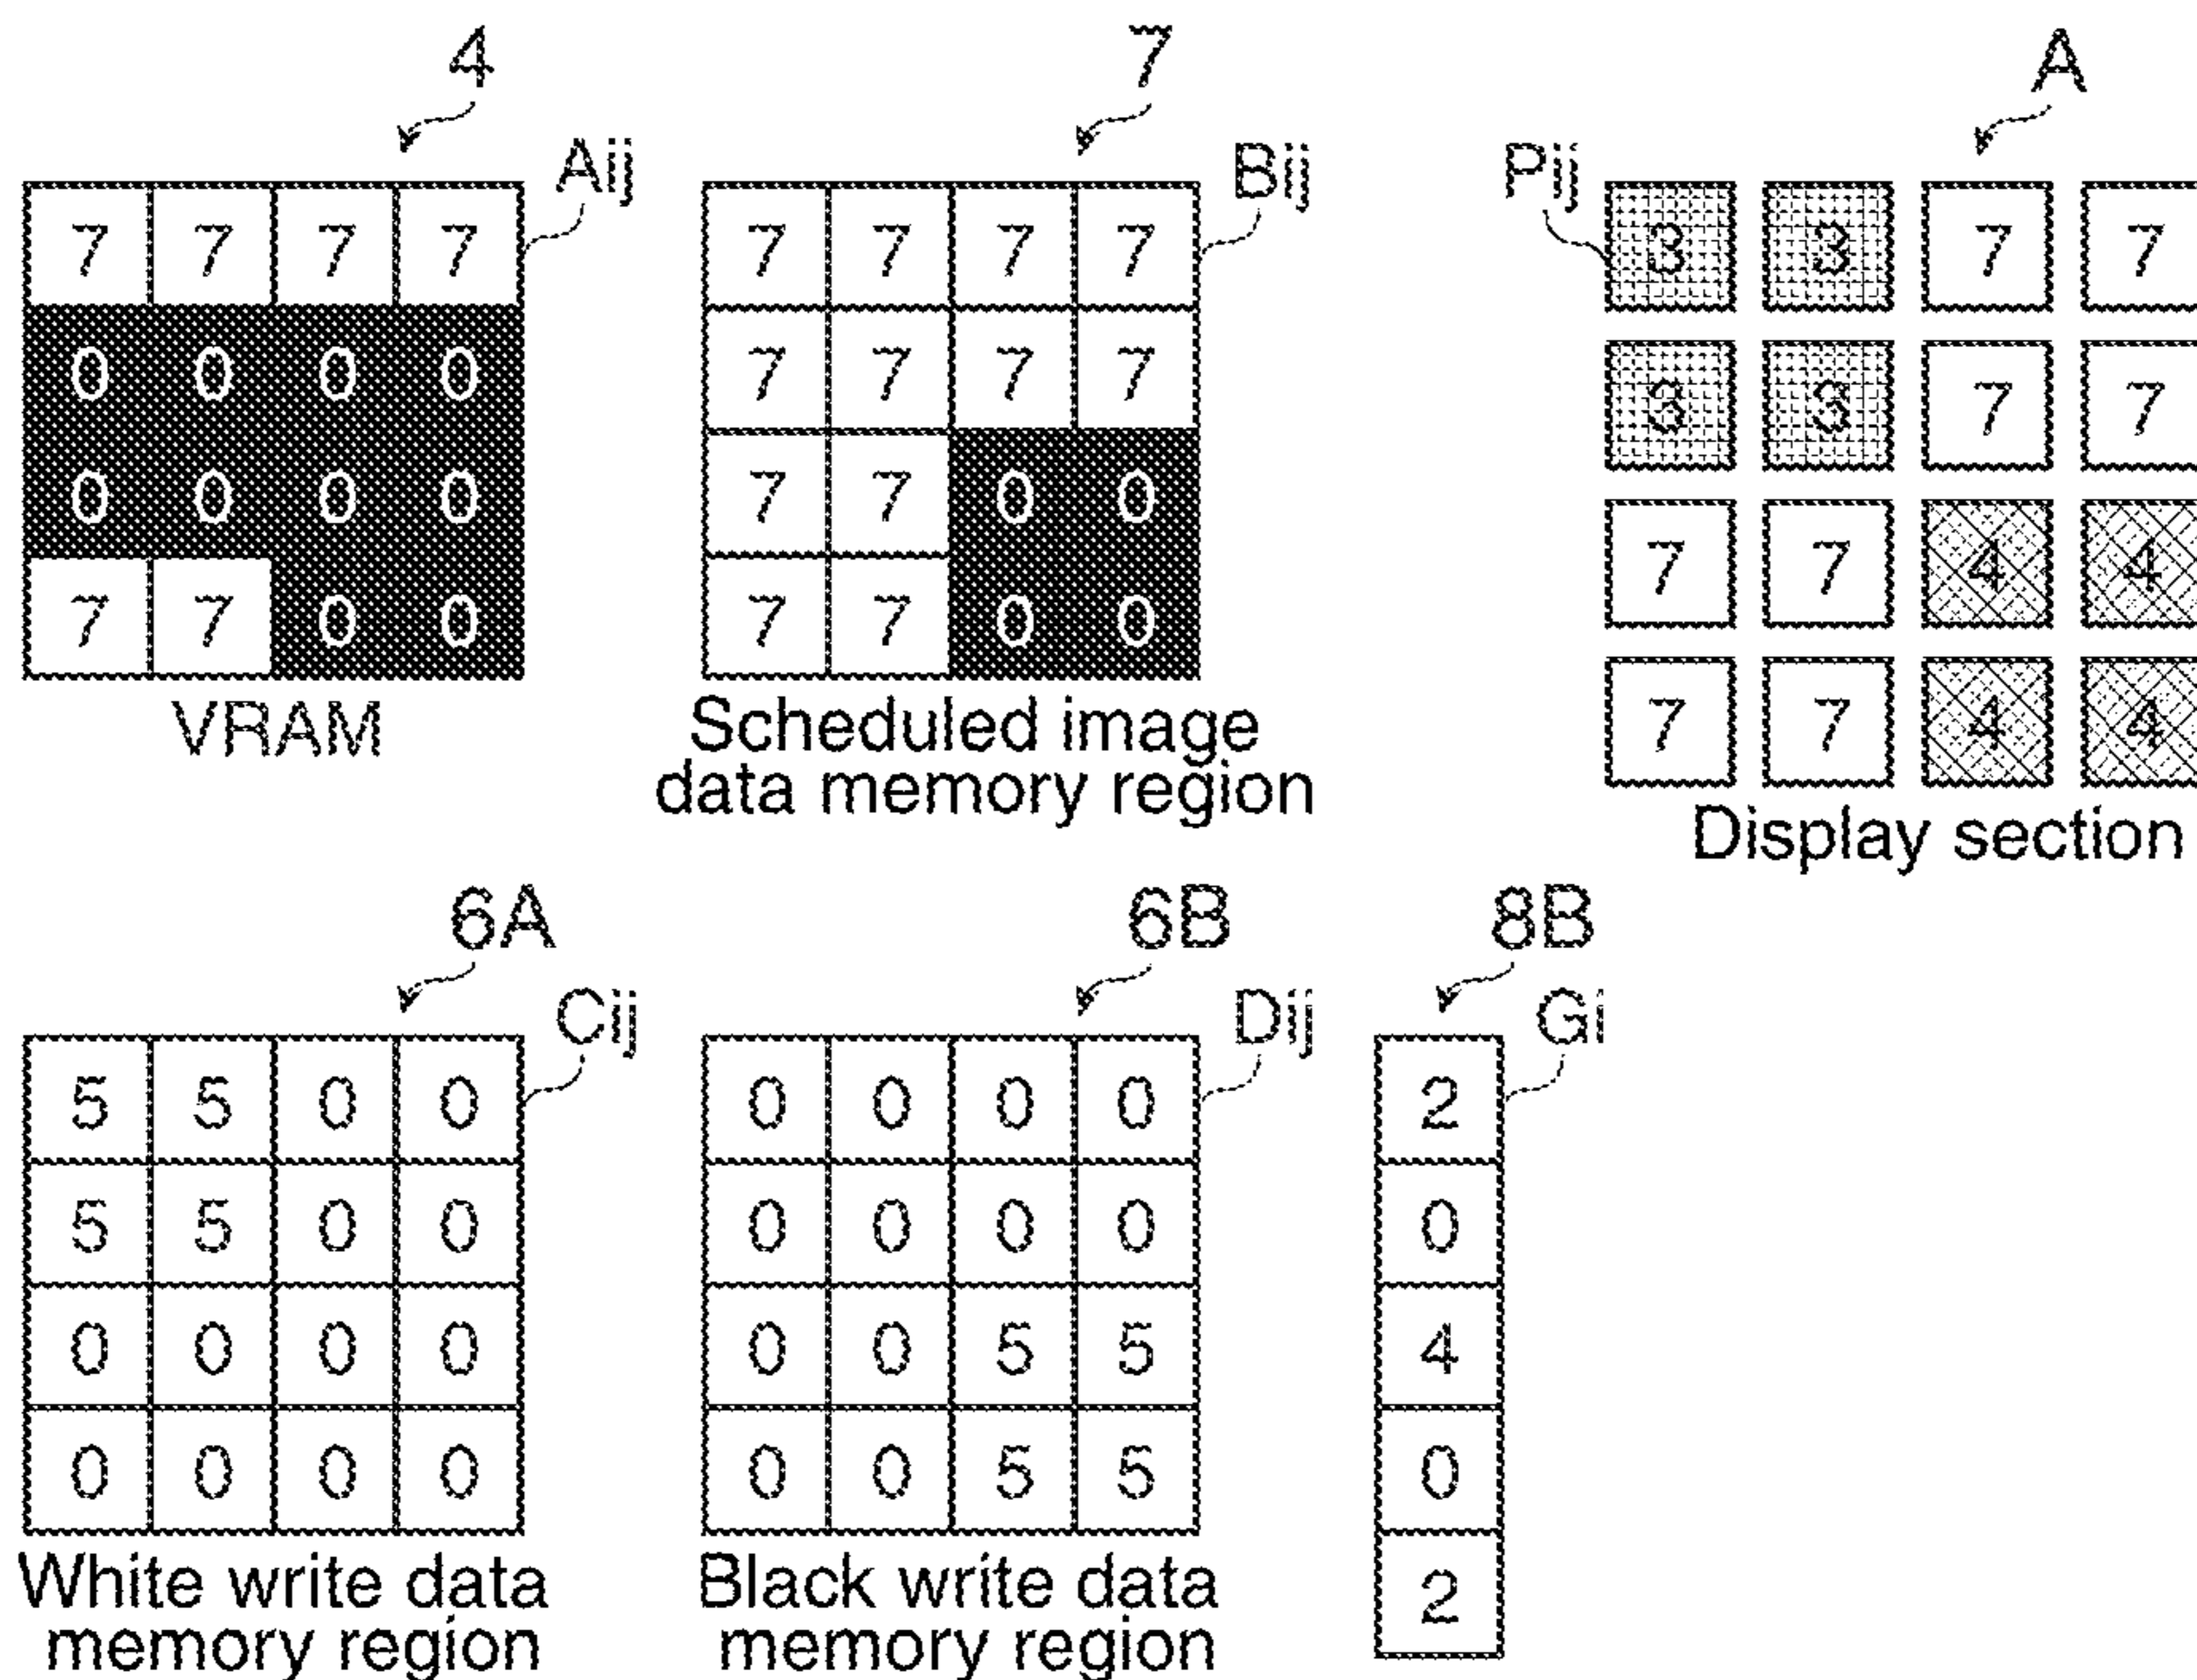 4 7 A
Aij Bij Pij
7 7 7 7 7 7 7 7 3 3 7 7
0 0 0 0 7 7 7 7 3 3 7 7
0 0 0 0 7 7 0 0 7 7 4 4
7 7 0 0 7 7 0 0 7 7 4 4
VRAM
Scheduled image
data memory region
Display section
6A 6B 8B
Cij Dij Gi
5 5 0 0 0 0 0 0 2
5 5 0 0 0 0 0 0 0
0 0 0 0 0 0 5 5 4
0 0 0 0 0 0 5 5 0
2
White write data
memory region
Black write data
memory region